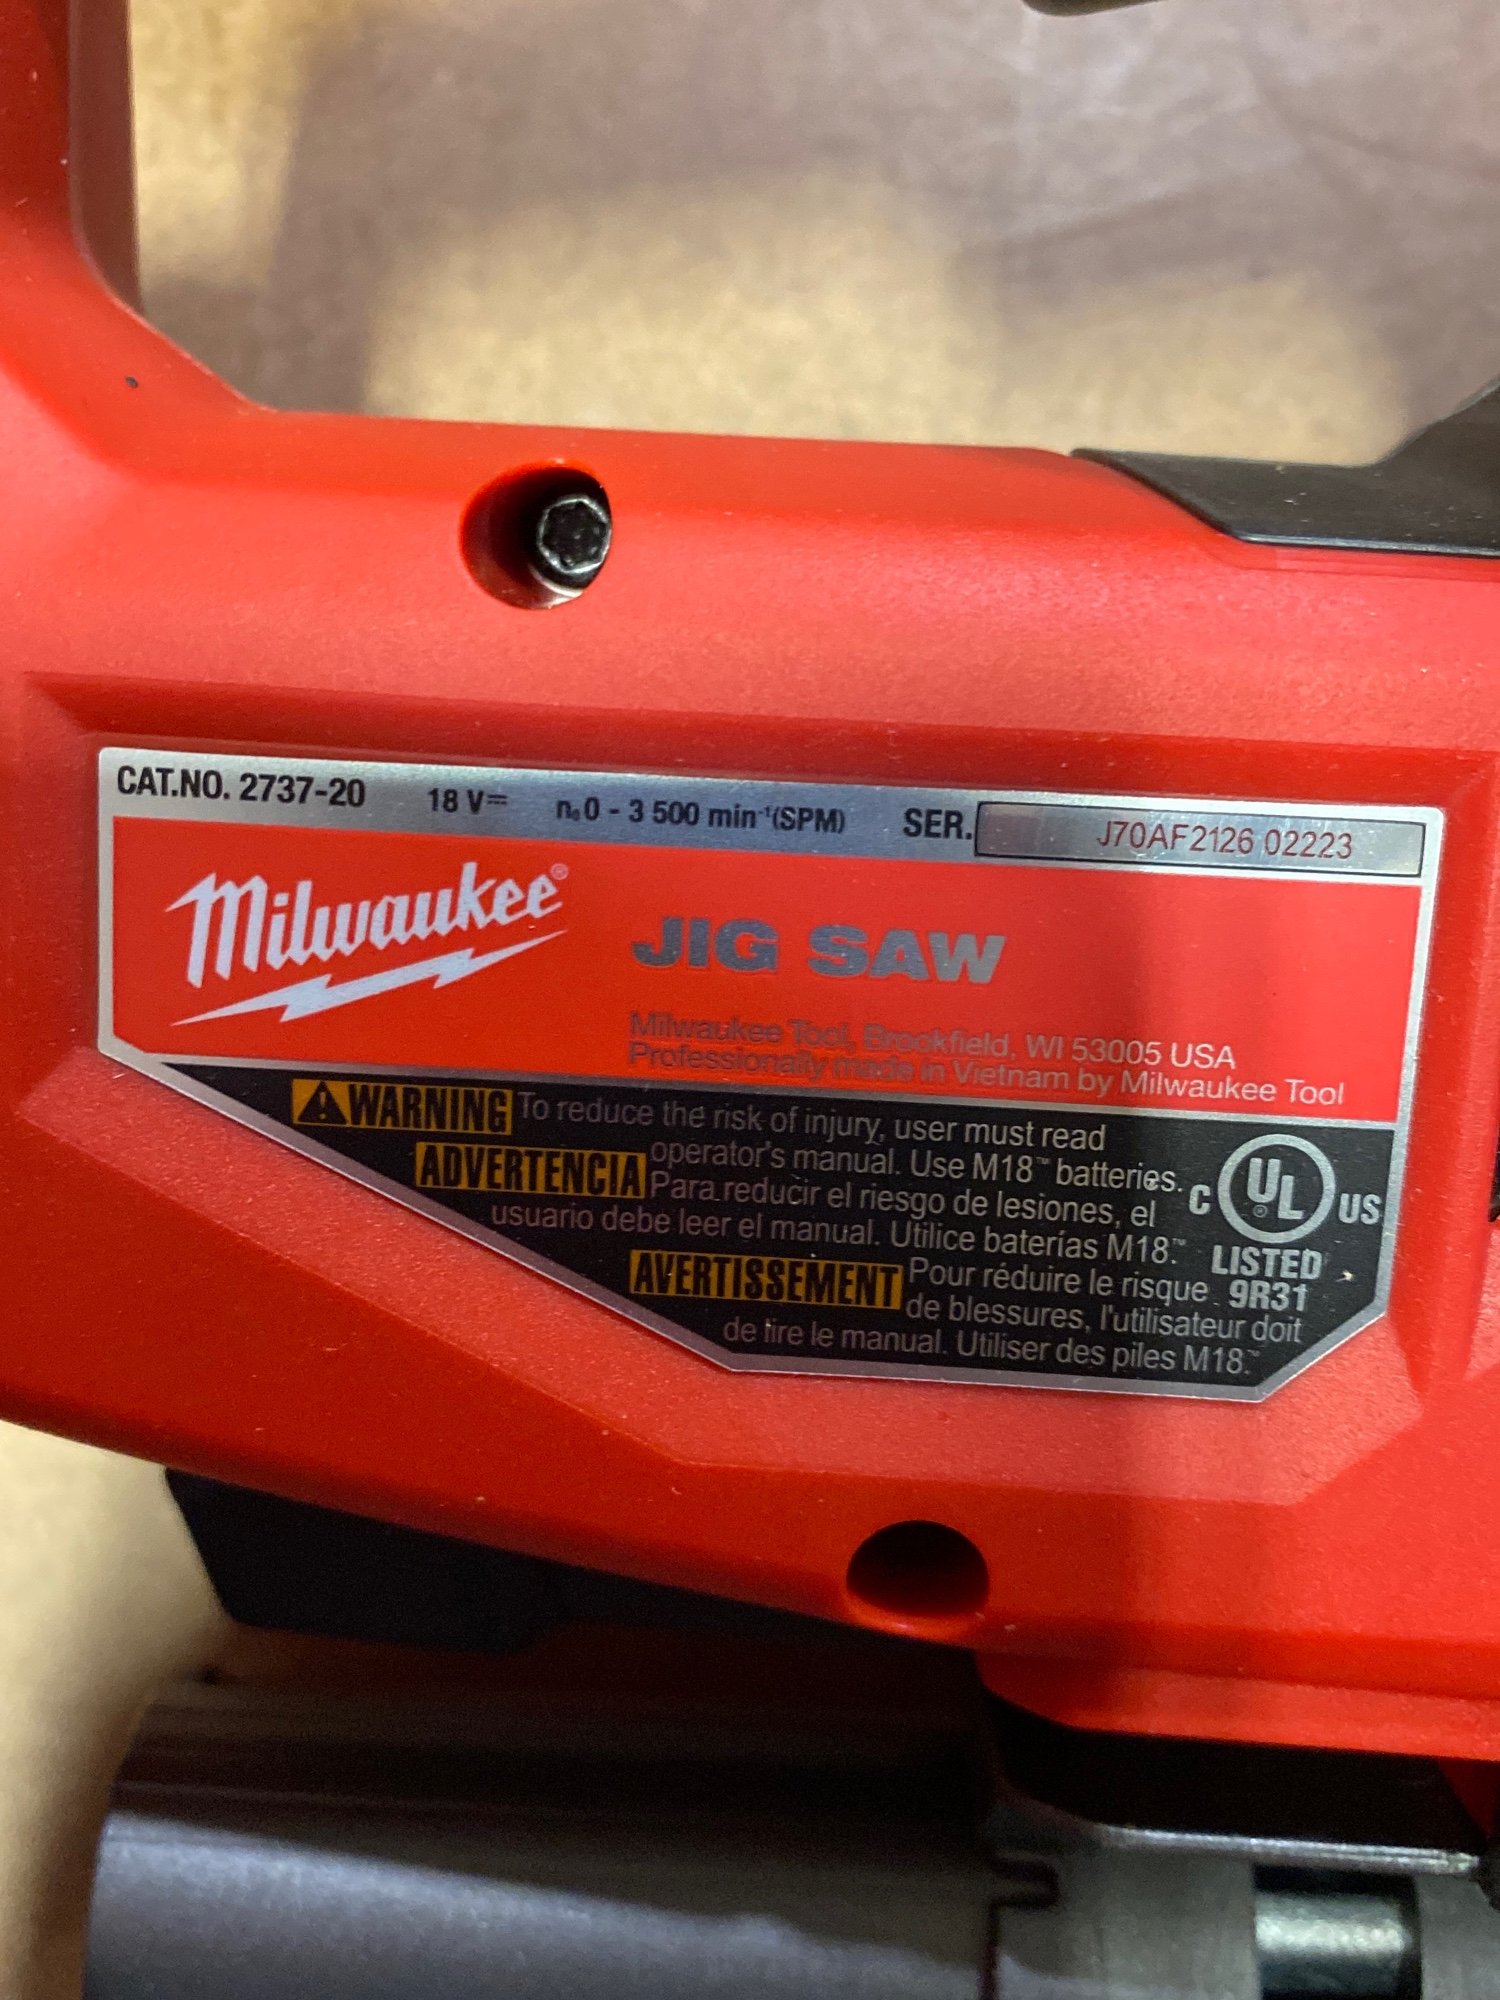 CAT.NO. 2737-20 18 V⎓ n₀ 0 - 3 500 min⁻¹(SPM) SER. J70AF2126 02223
Milwaukee®
JIG SAW
Milwaukee Tool, Brookfield, WI 53005 USA
Professionally made in Vietnam by Milwaukee Tool
⚠WARNING To reduce the risk of injury, user must read
operator's manual. Use M18™ batteries.
ADVERTENCIA Para reducir el riesgo de lesiones, el
usuario debe leer el manual. Utilice baterías M18.™
AVERTISSEMENT Pour réduire le risque
de blessures, l'utilisateur doit
de lire le manual. Utiliser des piles M18.™
C UL® US
LISTED
9R31